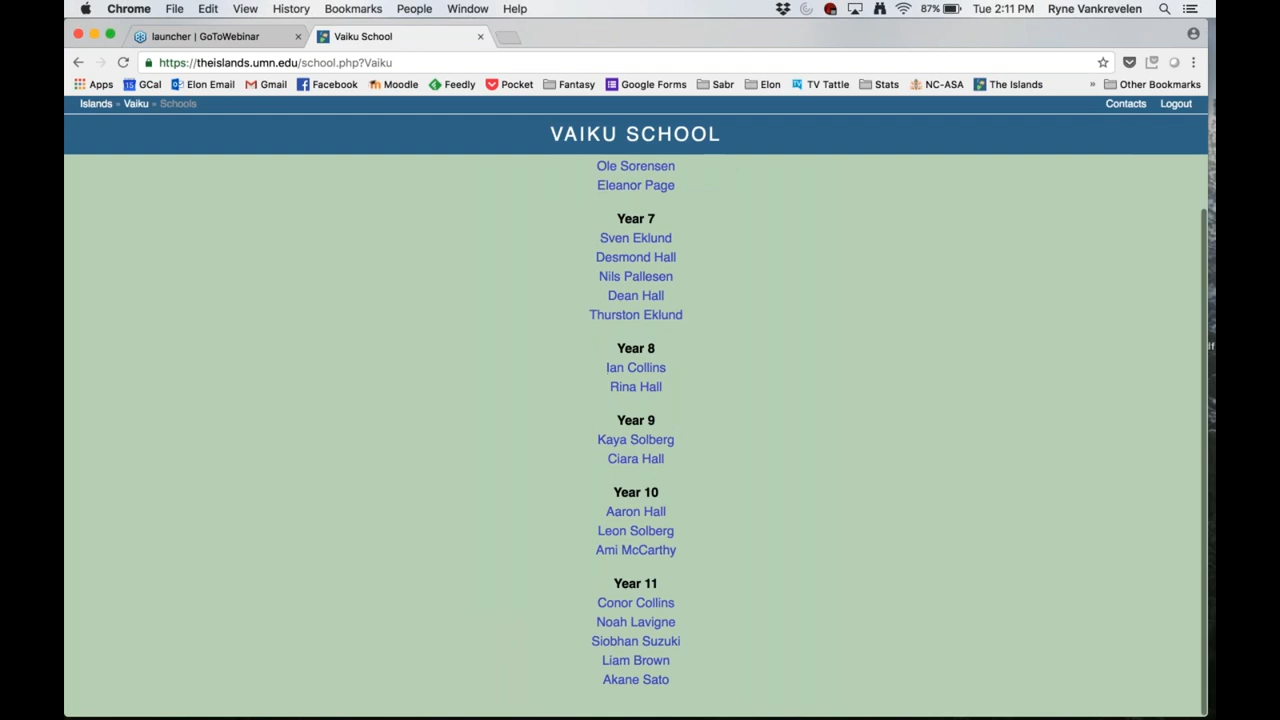 Chrome File Edit View History Bookmarks People Window Help 87% Tue 2:11 PM Ryne Vankrevelen
launcher | GoToWebinar Vaiku School
https://theislands.umn.edu/school.php?Vaiku
Apps GCal Elon Email Gmail Facebook Moodle Feedly Pocket Fantasy Google Forms Sabr Elon TV Tattle Stats NC-ASA The Islands » Other Bookmarks
Islands » Vaiku » Schools Contacts Logout
VAIKU SCHOOL
Ole Sorensen
Eleanor Page
Year 7
Sven Eklund
Desmond Hall
Nils Pallesen
Dean Hall
Thurston Eklund
Year 8
Ian Collins
Rina Hall
Year 9
Kaya Solberg
Ciara Hall
Year 10
Aaron Hall
Leon Solberg
Ami McCarthy
Year 11
Conor Collins
Noah Lavigne
Siobhan Suzuki
Liam Brown
Akane Sato